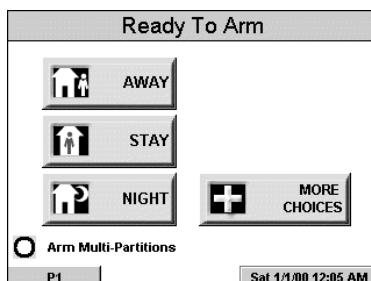 Ready To Arm
AWAY
STAY
NIGHT
MORE
CHOICES
Arm Multi-Partitions
P1
Sat 1/1/00 12:05 AM